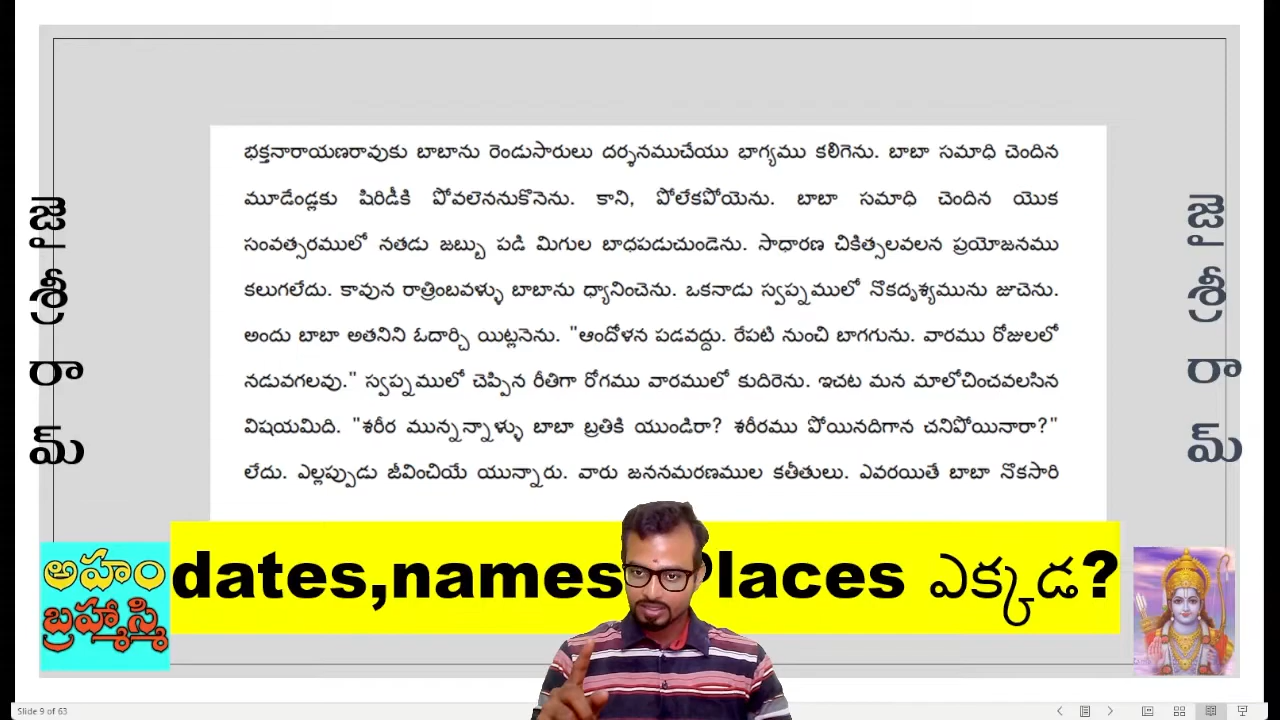 భక్తనారాయణరావుకు బాబాను రెండుసారులు దర్శనముచేయు భాగ్యము కలిగెను. బాబా సమాధి చెందిన
మూడేండ్లకు షిరిడీకి పోవలెననుకొనెను. కాని, పోలేకపోయెను. బాబా సమాధి చెందిన యొక
సంవత్సరములో నతడు జబ్బు పడి మిగుల బాధపడుచుండెను. సాధారణ చికిత్సలవలన ప్రయోజనము
కలుగలేదు. కావున రాత్రింబవళ్ళు బాబాను ధ్యానించెను. ఒకనాడు స్వప్నములో నొకదృశ్యమును జుచెను.
అందు బాబా అతనిని ఓదార్చి యిట్లనెను. "ఆందోళన పడవద్దు. రేపటి నుంచి బాగగును. వారము రోజులలో
నడువగలవు." స్వప్నములో చెప్పిన రీతిగా రోగము వారములో కుదిరెను. ఇచట మన మాలోచించవలసిన
విషయమిది. "శరీర మున్నన్నాళ్ళు బాబా బ్రతికి యుండిరా? శరీరము పోయినదిగాన చనిపోయినారా?"
లేదు. ఎల్లప్పుడు జీవించియే యున్నారు. వారు జననమరణముల కతీతులు. ఎవరయితే బాబా నొకసారి
జై
శ్రీ
రా
మ్
జై
శ్రీ
రా
మ్
అహం
బ్రహ్మాస్మి
dates,names Places ఎక్కడ?
Slide 9 of 63